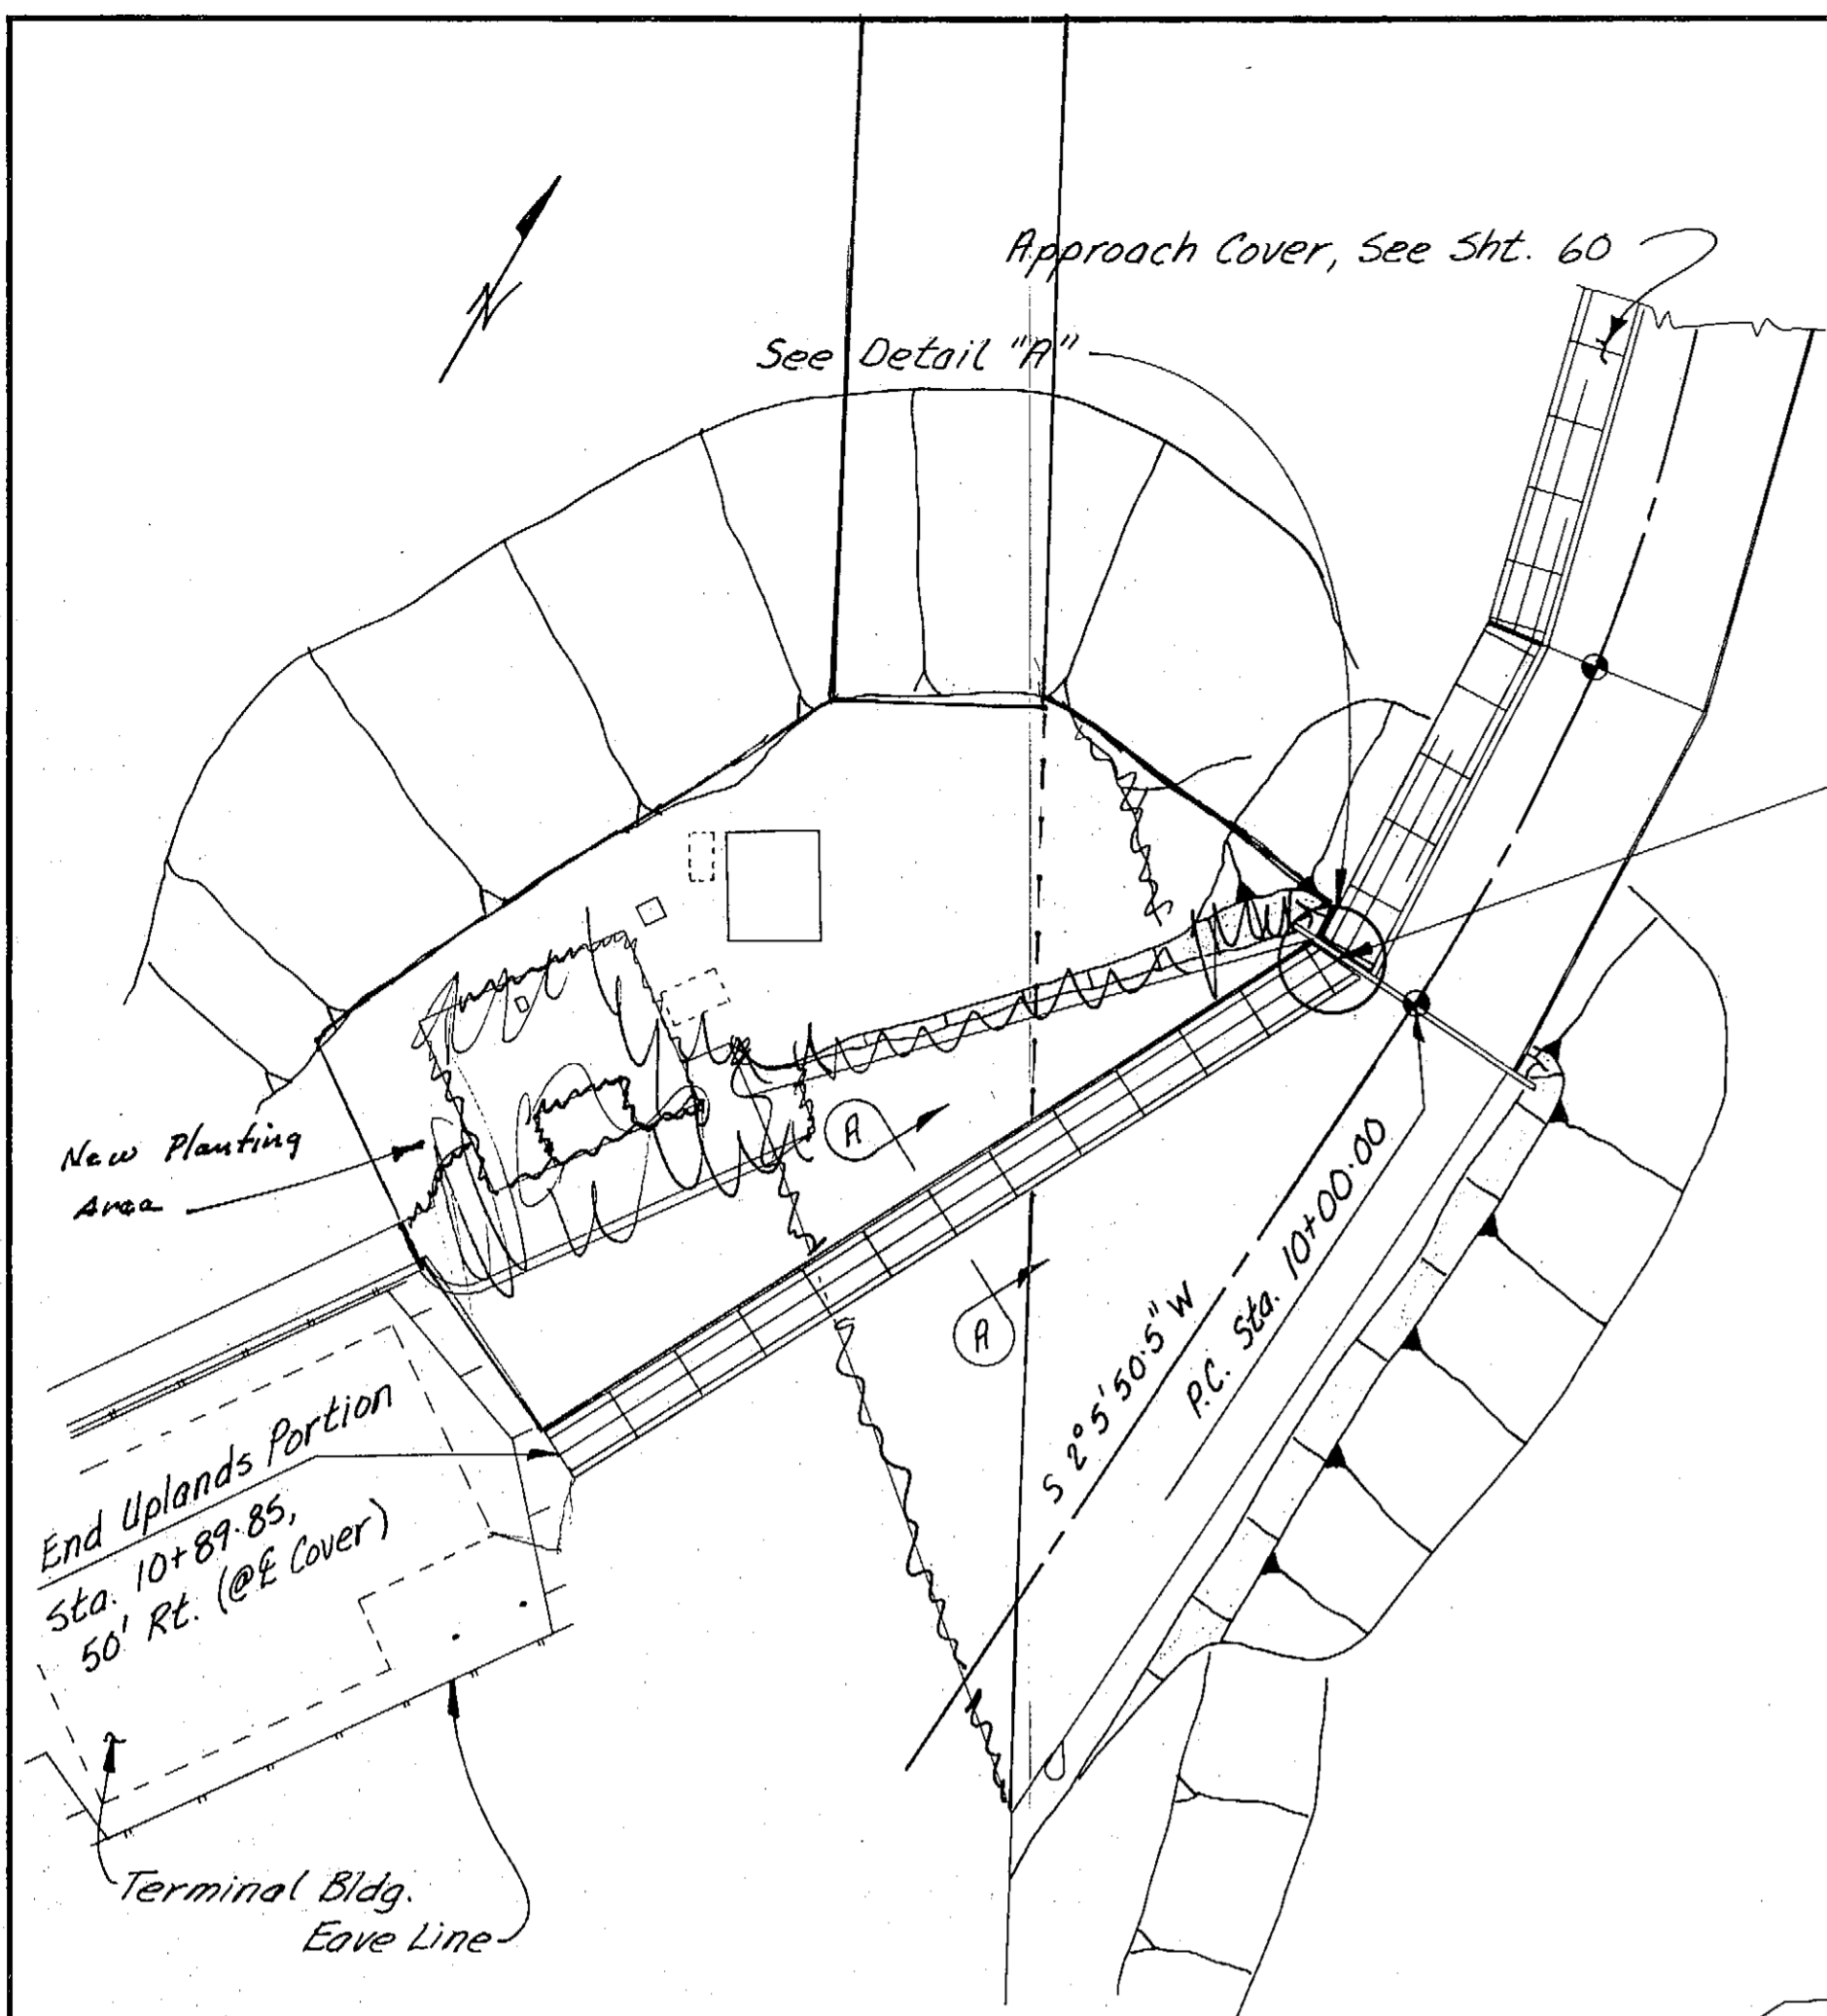 N
Approach Cover, See Sht. 60
See Detail "A"
New Planting
Area
A
A
S 2° 5' 50.5" W
P.C. Sta. 10+00.00
End Uplands Portion
Sta. 10+89.85,
50' Rt. (@ ℄ Cover)
Terminal Bldg.
Eave Line